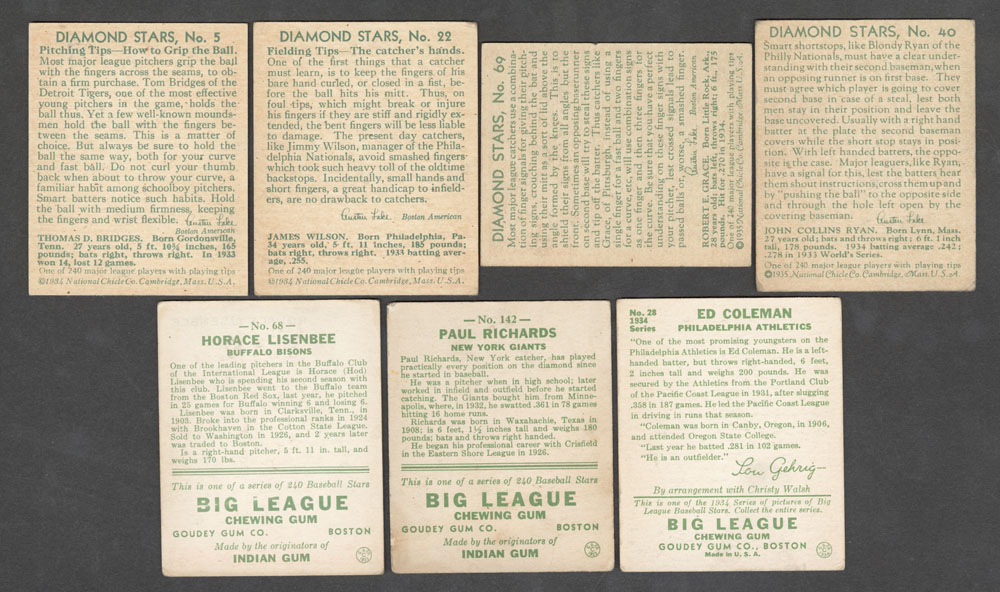 DIAMOND STARS, No. 5
Pitching Tips—How to Grip the Ball.
Most major league pitchers grip the ball
with the fingers across the seams, to ob-
tain a firm purchase. Tom Bridges of the
Detroit Tigers, one of the most effective
young pitchers in the game, holds the
ball thus. Yet a few well-known mounds-
men hold the ball with the fingers be-
tween the seams. This is a matter of
choice. But always be sure to hold the
ball the same way, both for your curve
and fast ball. Do not curl your thumb
back when about to throw your curve, a
familiar habit among schoolboy pitchers.
Smart batters notice such habits. Hold
the ball with medium firmness, keeping
the fingers and wrist flexible. Austen Lake.
Boston American
THOMAS D. BRIDGES. Born Gordonville,
Tenn. 27 years old, 5 ft. 10½ inches, 165
pounds; bats right, throws right. In 1933
won 14, lost 12 games.
One of 240 major league players with playing tips
©1934 National Chicle Co. Cambridge, Mass. U.S.A.
DIAMOND STARS, No. 22
Fielding Tips—The catcher's hands.
One of the first things that a catcher
must learn, is to keep the fingers of his
bare hand curled, or closed in a fist, be-
fore the ball hits his mitt. Thus, on
foul tips, which might break or injure
his fingers if they are stiff and rigidly ex-
tended, the bent fingers will be less liable
to damage. The present day catchers,
like Jimmy Wilson, manager of the Phila-
delphia Nationals, avoid smashed fingers
which took such heavy toll of the oldtime
backstops. Incidentally, small hands and
short fingers, a great handicap to infield-
ers, are no drawback to catchers.
Austen Lake. Boston American
JAMES WILSON. Born Philadelphia, Pa.
34 years old, 5 ft. 11 inches, 185 pounds;
bats right, throws right. 1933 batting aver-
age, .255.
One of 240 major league players with playing tips
©1934 National Chicle Co. Cambridge, Mass. U.S.A.
DIAMOND STARS, No. 69
Most major league catchers use a combina-
tion of finger signals for giving their pitch-
ing signs, crouching behind the bat and
using their mitt as a sort of lid above the
angle formed by the knees. This is to
shield their signs from all angles but the
front. Sometimes an opposing baserunner
on second base will try to steal these signs
and tip off the batter. Thus catchers like
Grace, of Pittsburgh, instead of using a
single finger for a fast ball and two fingers
for a curve, etc., will use combination signs
as one finger and then three fingers for
the curve. Be sure that you have a perfect
understanding on these finger signals with
your pitcher, lest crossed signals lead to
passed balls or, worse, a smashed finger.
Austen Lake. Boston American.
ROBERT E. GRACE. Born Little Rock, Ark.,
28 years old; bats left, throws right; 6 ft., 175
pounds. Hit for .270 in 1934.
One of 240 major league players with playing tips
©1935 National Chicle Co. Cambridge, Mass. U.S.A.
DIAMOND STARS, No. 40
Smart shortstops, like Blondy Ryan of the
Philly Nationals, must have a clear under-
standing with their second baseman, when
an opposing runner is on first base. They
must agree which player is going to cover
second base in case of a steal, lest both
men stay in their position and leave the
base uncovered. Usually with a right hand
batter at the plate the second baseman
covers while the short stop stays in posi-
tion. With left handed batters, the oppo-
site is the case. Major leaguers, like Ryan,
have a signal for this, lest the batters hear
them shout instructions, cross them up and
by "pushing the ball" to the opposite side
and through the hole left open by the
covering baseman. Austen Lake.
JOHN COLLINS RYAN. Born Lynn, Mass.
27 years old; bats and throws right; 6 ft. 1 inch
tall, 178 pounds. 1934 batting average .242;
.278 in 1933 World's Series.
One of 240 major league players with playing tips
©1935, National Chicle Co. Cambridge, Mass. U.S.A.
— No. 68 —
HORACE LISENBEE
BUFFALO BISONS
One of the leading pitchers in the Buffalo Club
of the International League is Horace (Hod)
Lisenbee who is spending his second season with
this club. Lisenbee went to the Buffalo team
from the Boston Red Sox, last year, he pitched
in 25 games for Buffalo winning 6 and losing 6.
Lisenbee was born in Clarksville, Tenn., in
1903. Broke into the professional ranks in 1924
with Brookhaven in the Cotton State League.
Sold to Washington in 1926, and 2 years later
was traded to Boston.
Is a right-hand pitcher, 5 ft. 11 in. tall, and
weighs 170 lbs.
This is one of a series of 240 Baseball Stars
BIG LEAGUE
CHEWING GUM
GOUDEY GUM CO. BOSTON
Made by the originators of
INDIAN GUM
— No. 142 —
PAUL RICHARDS
NEW YORK GIANTS
Paul Richards, New York catcher, has played
practically every position on the diamond since
he started in baseball.
He was a pitcher when in high school; later
worked in infield and outfield before he started
catching. The Giants bought him from Minne-
apolis, where, in 1932, he swatted .361 in 78 games
hitting 16 home runs.
Richards was born in Waxahachie, Texas in
1908; is 6 feet, 1½ inches tall and weighs 180
pounds; bats and throws right handed.
He began his professional career with Crisfield
in the Eastern Shore League in 1926.
This is one of a series of 240 Baseball Stars
BIG LEAGUE
CHEWING GUM
GOUDEY GUM CO. BOSTON
Made by the originators of
INDIAN GUM
No. 28
1934
Series
ED COLEMAN
PHILADELPHIA ATHLETICS
"One of the most promising youngsters on the
Philadelphia Athletics is Ed Coleman. He is a left-
handed batter, but throws right-handed, 6 feet,
2 inches tall and weighs 200 pounds. He was
secured by the Athletics from the Portland Club
of the Pacific Coast League in 1931, after slugging
.358 in 187 games. He led the Pacific Coast League
in driving in runs that season.
"Coleman was born in Canby, Oregon, in 1906,
and attended Oregon State College.
"Last year he batted .281 in 102 games.
"He is an outfielder."
Lou Gehrig
By arrangement with Christy Walsh
This is one of the 1934 Series of pictures of Big
League Baseball Stars. Collect the entire series.
BIG LEAGUE
CHEWING GUM
GOUDEY GUM CO., BOSTON
Made in U. S. A.